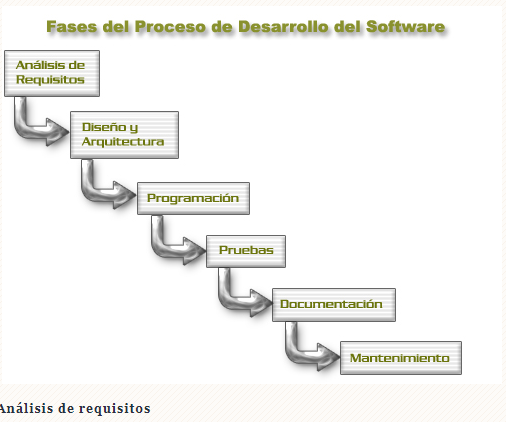 Fases del Proceso de Desarrollo del Software
Análisis de
Requisitos
Diseño y
Arquitectura
Programación
Pruebas
Documentación
Mantenimiento
Análisis de requisitos